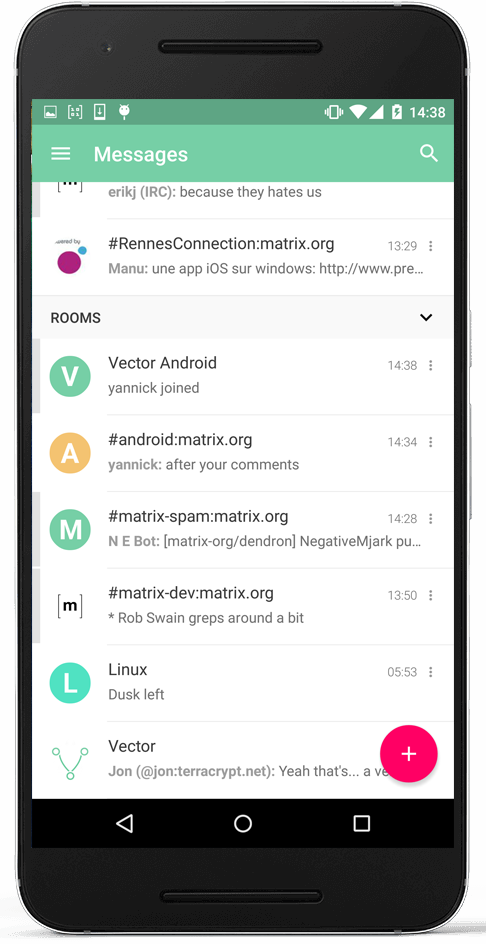 14:38
Messages
[m]
erikj (IRC): because they hates us
#RennesConnection:matrix.org 13:29
Manu: une app iOS sur windows: http://www.pre…
ROOMS
V Vector Android 14:38
yannick joined
A #android:matrix.org 14:34
yannick: after your comments
M #matrix-spam:matrix.org 14:28
N E Bot: [matrix-org/dendron] NegativeMjark pu…
[m] #matrix-dev:matrix.org 13:50
* Rob Swain greps around a bit
L Linux 05:53
Dusk left
Vector
Jon (@jon:terracrypt.net): Yeah that's... a ve